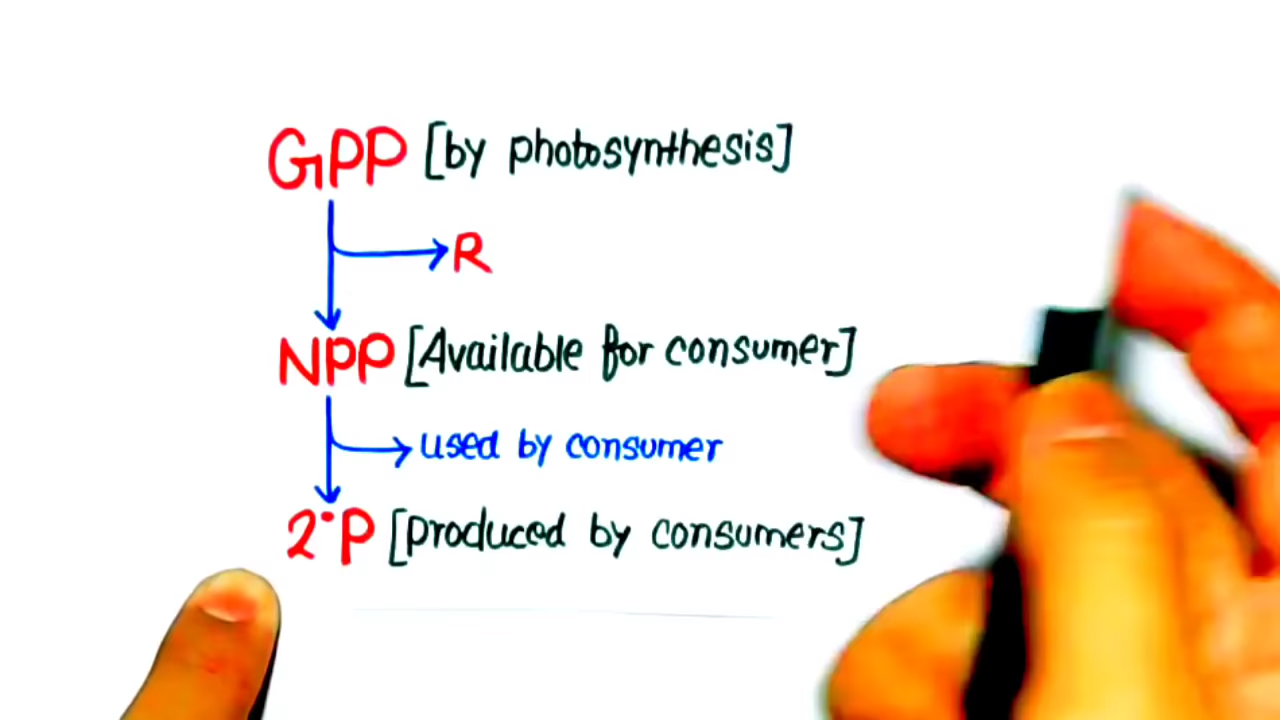 GPP [by photosynthesis]
R
NPP [Available for consumer]
used by consumer
2°P [produced by consumers]